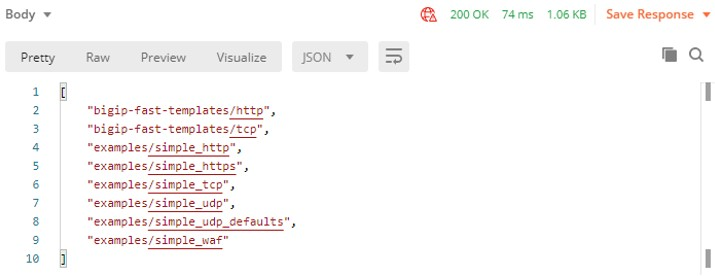 Body 200 OK 74 ms 1.06 KB Save Response
Pretty Raw Preview Visualize JSON
1 [
2 "bigip-fast-templates/http",
3 "bigip-fast-templates/tcp",
4 "examples/simple_http",
5 "examples/simple_https",
6 "examples/simple_tcp",
7 "examples/simple_udp",
8 "examples/simple_udp_defaults",
9 "examples/simple_waf"
10 ]